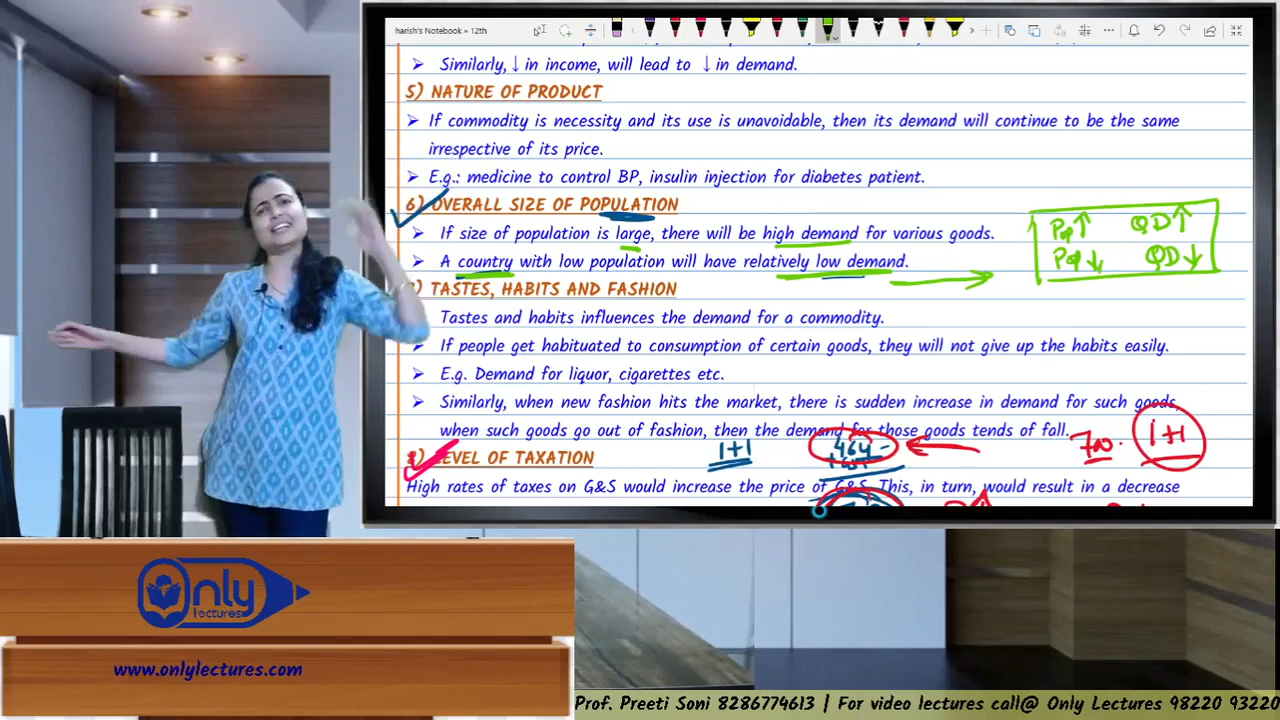 harish's Notebook » 12th
Similarly, ↓ in income, will lead to ↓ in demand.
5) NATURE OF PRODUCT
➢ If commodity is necessity and its use is unavoidable, then its demand will continue to be the same
irrespective of its price.
➢ E.g.: medicine to control BP, insulin injection for diabetes patient.
6) OVERALL SIZE OF POPULATION
➢ If size of population is large, there will be high demand for various goods.
➢ A country with low population will have relatively low demand.
Pop ↑ QD ↑
Pop ↓ QD ↓
) TASTES, HABITS AND FASHION
Tastes and habits influences the demand for a commodity.
➢ If people get habituated to consumption of certain goods, they will not give up the habits easily.
➢ E.g. Demand for liquor, cigarettes etc.
➢ Similarly, when new fashion hits the market, there is sudden increase in demand for such goods,
when such goods go out of fashion, then the demand for those goods tends of fall.
1+1 464 700 1+1
LEVEL OF TAXATION
High rates of taxes on G&S would increase the price of G&S. This, in turn, would result in a decrease
Only
lectures
www.onlylectures.com
Prof. Preeti Soni 8286774613 | For video lectures call@ Only Lectures 98220 93220